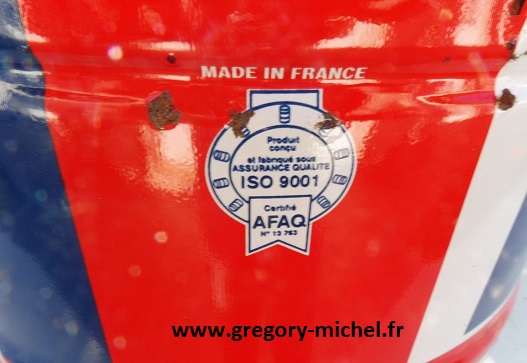 MADE IN FRANCE
Produit
conçu
et fabriqué sous
ASSURANCE QUALITE
ISO 9001
Certifié
AFAQ
N° 13 763
www.gregory-michel.fr